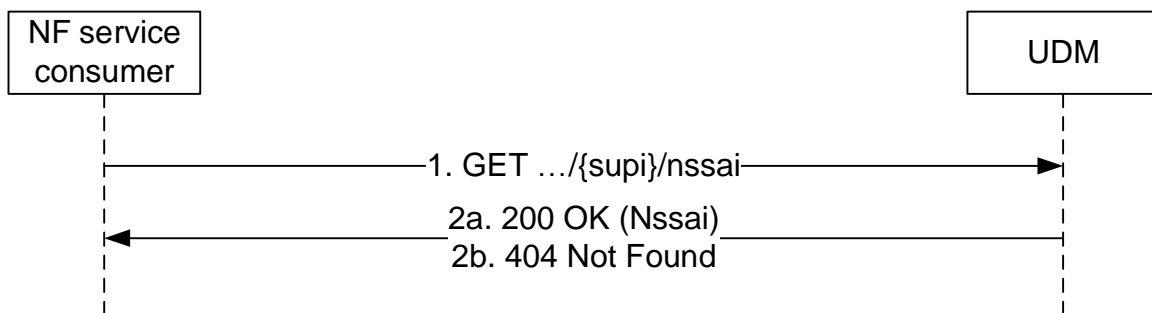 NF service
consumer
UDM
1. GET …/{supi}/nssai
2a. 200 OK (Nssai)
2b. 404 Not Found